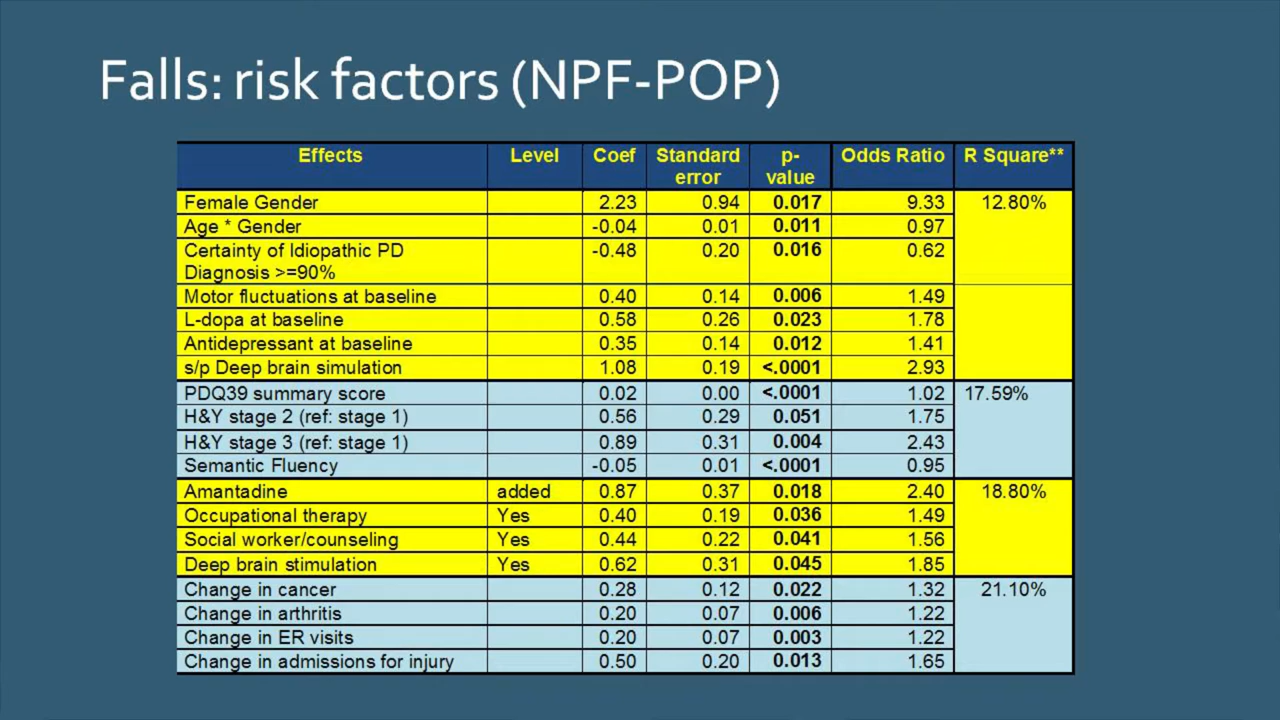 Falls: risk factors (NPF-POP)
Effects Level Coef Standard error p-value Odds Ratio R Square**
Female Gender 2.23 0.94 0.017 9.33 12.80%
Age * Gender -0.04 0.01 0.011 0.97
Certainty of Idiopathic PD Diagnosis >=90% -0.48 0.20 0.016 0.62
Motor fluctuations at baseline 0.40 0.14 0.006 1.49
L-dopa at baseline 0.58 0.26 0.023 1.78
Antidepressant at baseline 0.35 0.14 0.012 1.41
s/p Deep brain simulation 1.08 0.19 <.0001 2.93
PDQ39 summary score 0.02 0.00 <.0001 1.02 17.59%
H&Y stage 2 (ref: stage 1) 0.56 0.29 0.051 1.75
H&Y stage 3 (ref: stage 1) 0.89 0.31 0.004 2.43
Semantic Fluency -0.05 0.01 <.0001 0.95
Amantadine added 0.87 0.37 0.018 2.40 18.80%
Occupational therapy Yes 0.40 0.19 0.036 1.49
Social worker/counseling Yes 0.44 0.22 0.041 1.56
Deep brain stimulation Yes 0.62 0.31 0.045 1.85
Change in cancer 0.28 0.12 0.022 1.32 21.10%
Change in arthritis 0.20 0.07 0.006 1.22
Change in ER visits 0.20 0.07 0.003 1.22
Change in admissions for injury 0.50 0.20 0.013 1.65